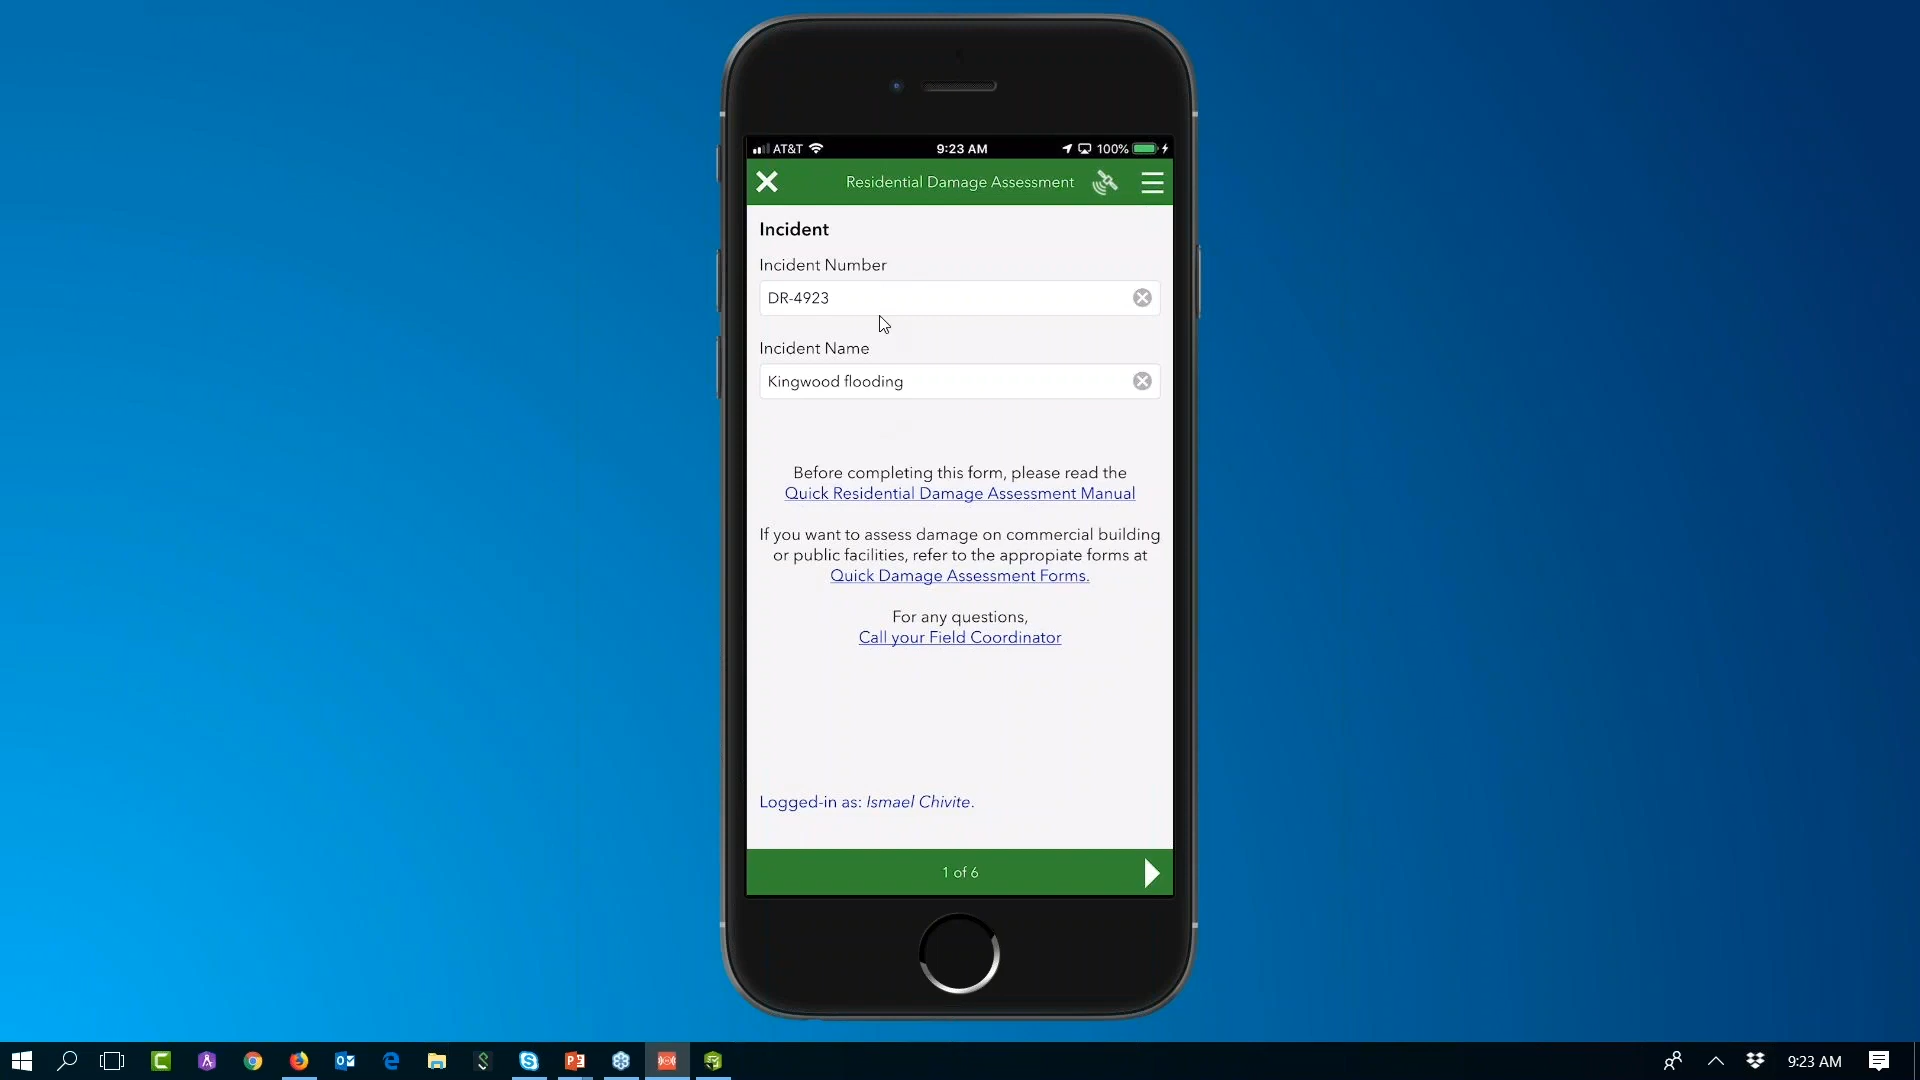 AT&T
9:23 AM
100%
Residential Damage Assessment
Incident
Incident Number
DR-4923
Incident Name
Kingwood flooding
Before completing this form, please read the
Quick Residential Damage Assessment Manual
If you want to assess damage on commercial building
or public facilities, refer to the appropiate forms at
Quick Damage Assessment Forms.
For any questions,
Call your Field Coordinator
Logged-in as: Ismael Chivite.
1 of 6
9:23 AM